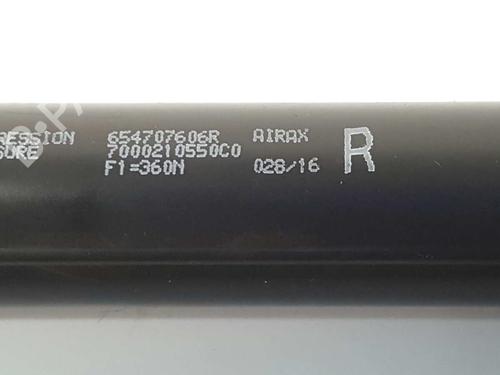 RESSION 654707606R AIRAX R
SURE 7000210550C0
F1=360N 028/16